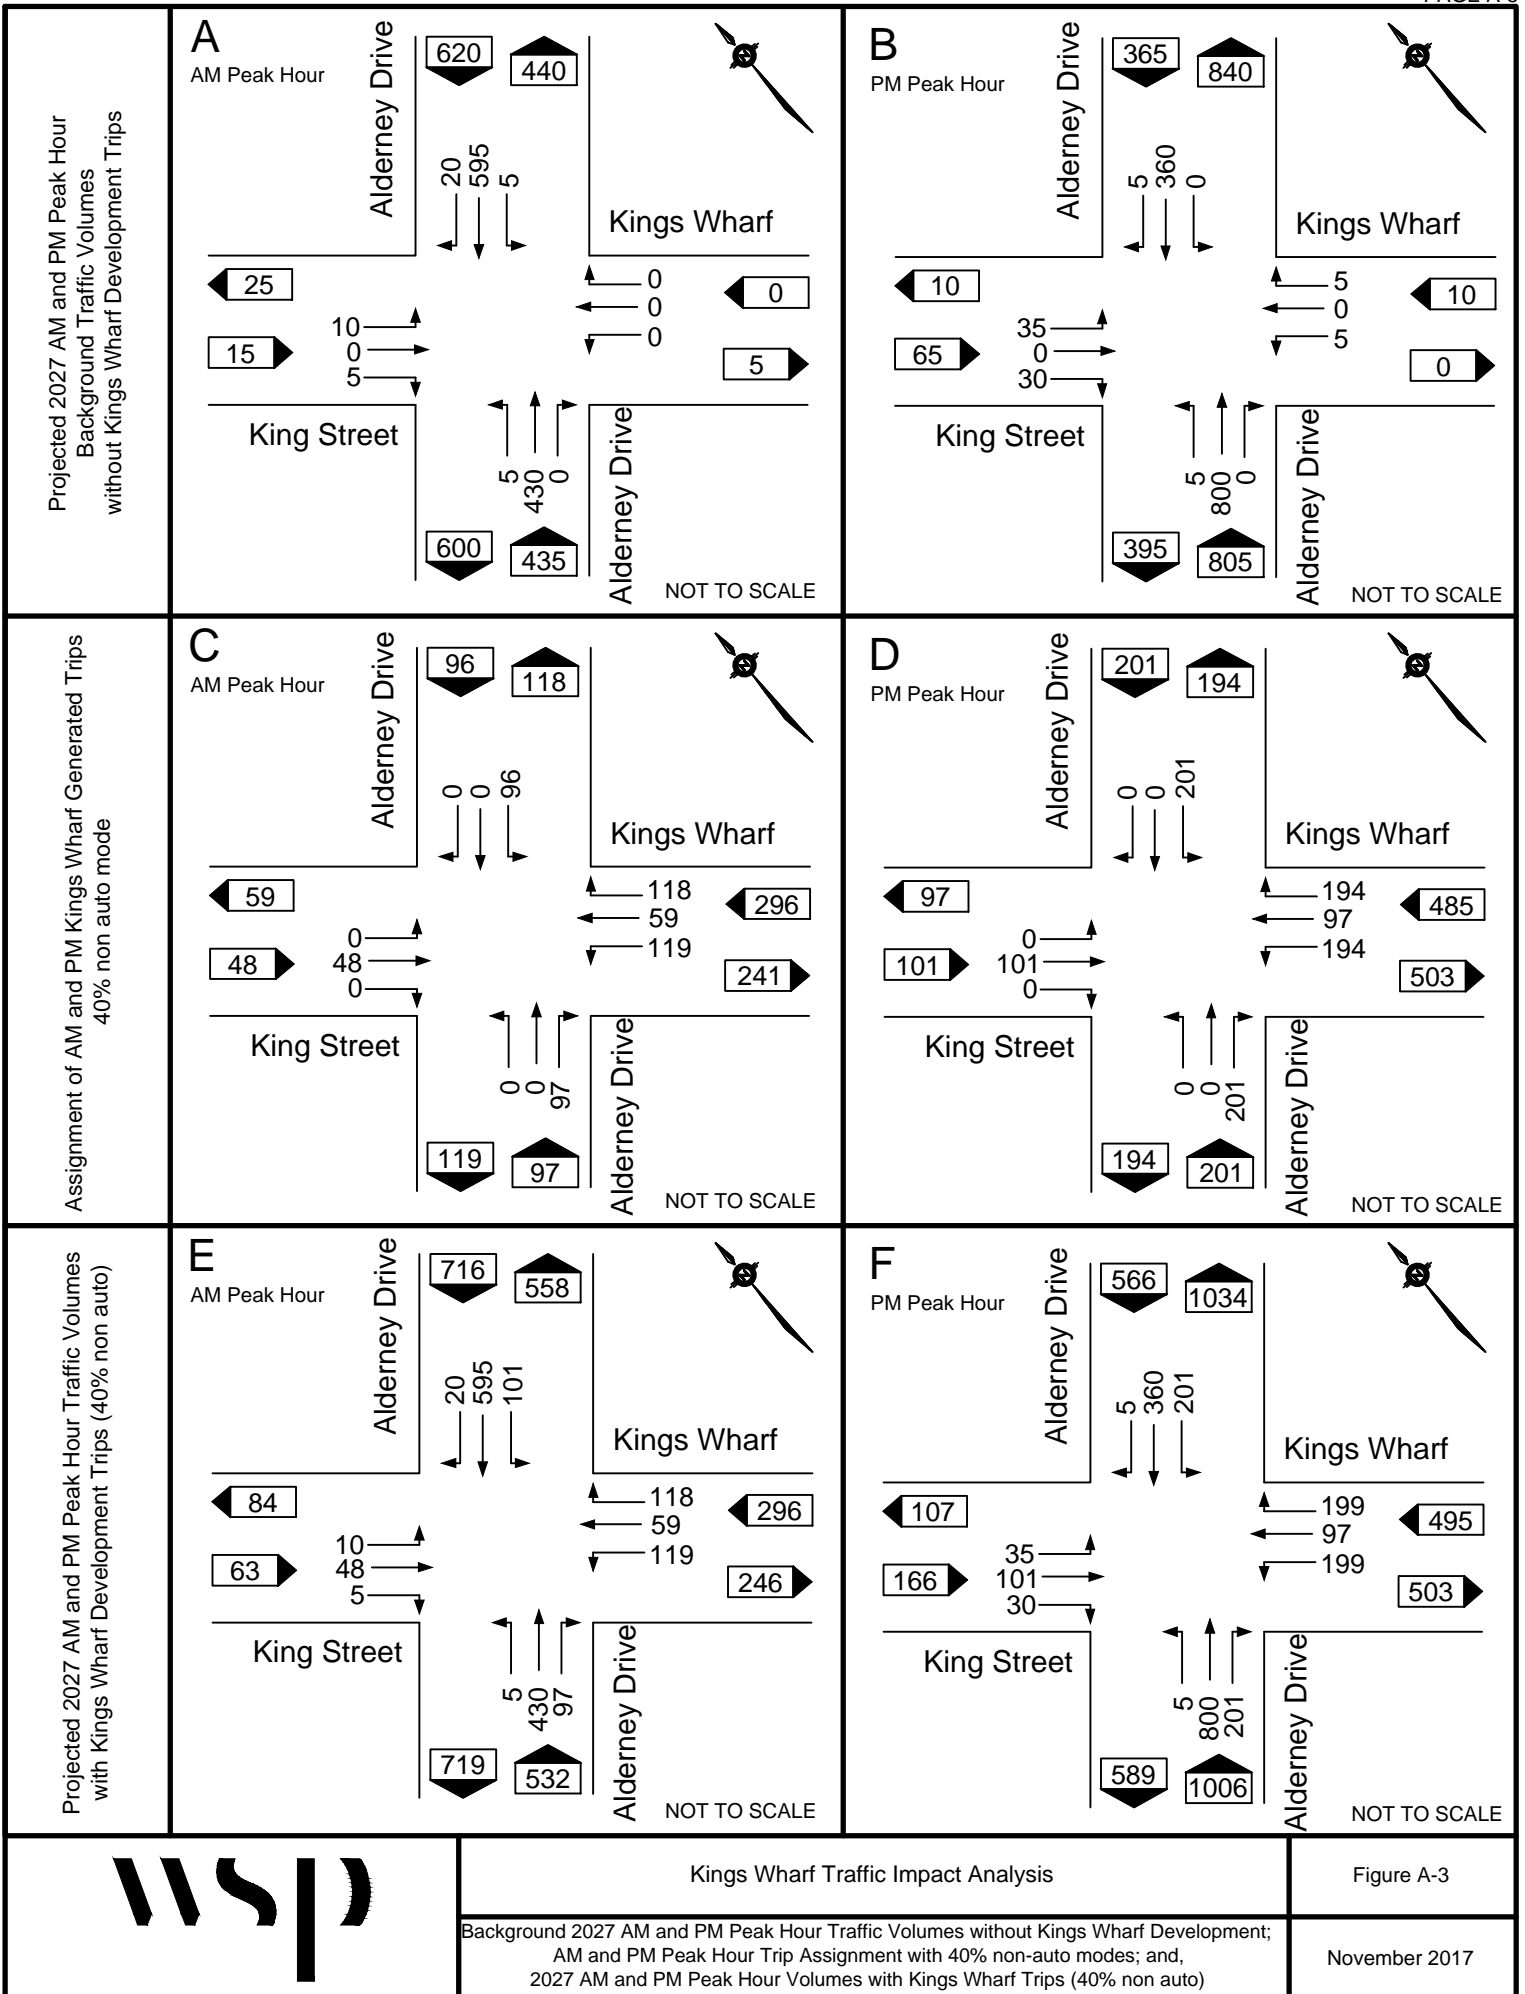 Projected 2027 AM and PM Peak Hour
Background Traffic Volumes
without Kings Wharf Development Trips
A
AM Peak Hour
Alderney Drive
620
440
20
595
5
Kings Wharf
25
0
0
0
0
10
0
5
15
5
King Street
5
430
0
600
435
Alderney Drive
NOT TO SCALE
B
PM Peak Hour
Alderney Drive
365
840
5
360
0
Kings Wharf
10
5
0
5
10
35
0
30
65
0
King Street
5
800
0
395
805
Alderney Drive
NOT TO SCALE
Assignment of AM and PM Kings Wharf Generated Trips
40% non auto mode
C
AM Peak Hour
Alderney Drive
96
118
0
0
96
Kings Wharf
59
118
59
119
296
0
48
0
48
241
King Street
0
0
97
119
97
Alderney Drive
NOT TO SCALE
D
PM Peak Hour
Alderney Drive
201
194
0
0
201
Kings Wharf
97
194
97
194
485
0
101
0
101
503
King Street
0
0
201
194
201
Alderney Drive
NOT TO SCALE
Projected 2027 AM and PM Peak Hour Traffic Volumes
with Kings Wharf Development Trips (40% non auto)
E
AM Peak Hour
Alderney Drive
716
558
20
595
101
Kings Wharf
84
118
59
119
296
10
48
5
63
246
King Street
5
430
97
719
532
Alderney Drive
NOT TO SCALE
F
PM Peak Hour
Alderney Drive
566
1034
5
360
201
Kings Wharf
107
199
97
199
495
35
101
30
166
503
King Street
5
800
201
589
1006
Alderney Drive
NOT TO SCALE
wsp
Kings Wharf Traffic Impact Analysis
Figure A-3
Background 2027 AM and PM Peak Hour Traffic Volumes without Kings Wharf Development;
AM and PM Peak Hour Trip Assignment with 40% non-auto modes; and,
2027 AM and PM Peak Hour Volumes with Kings Wharf Trips (40% non auto)
November 2017